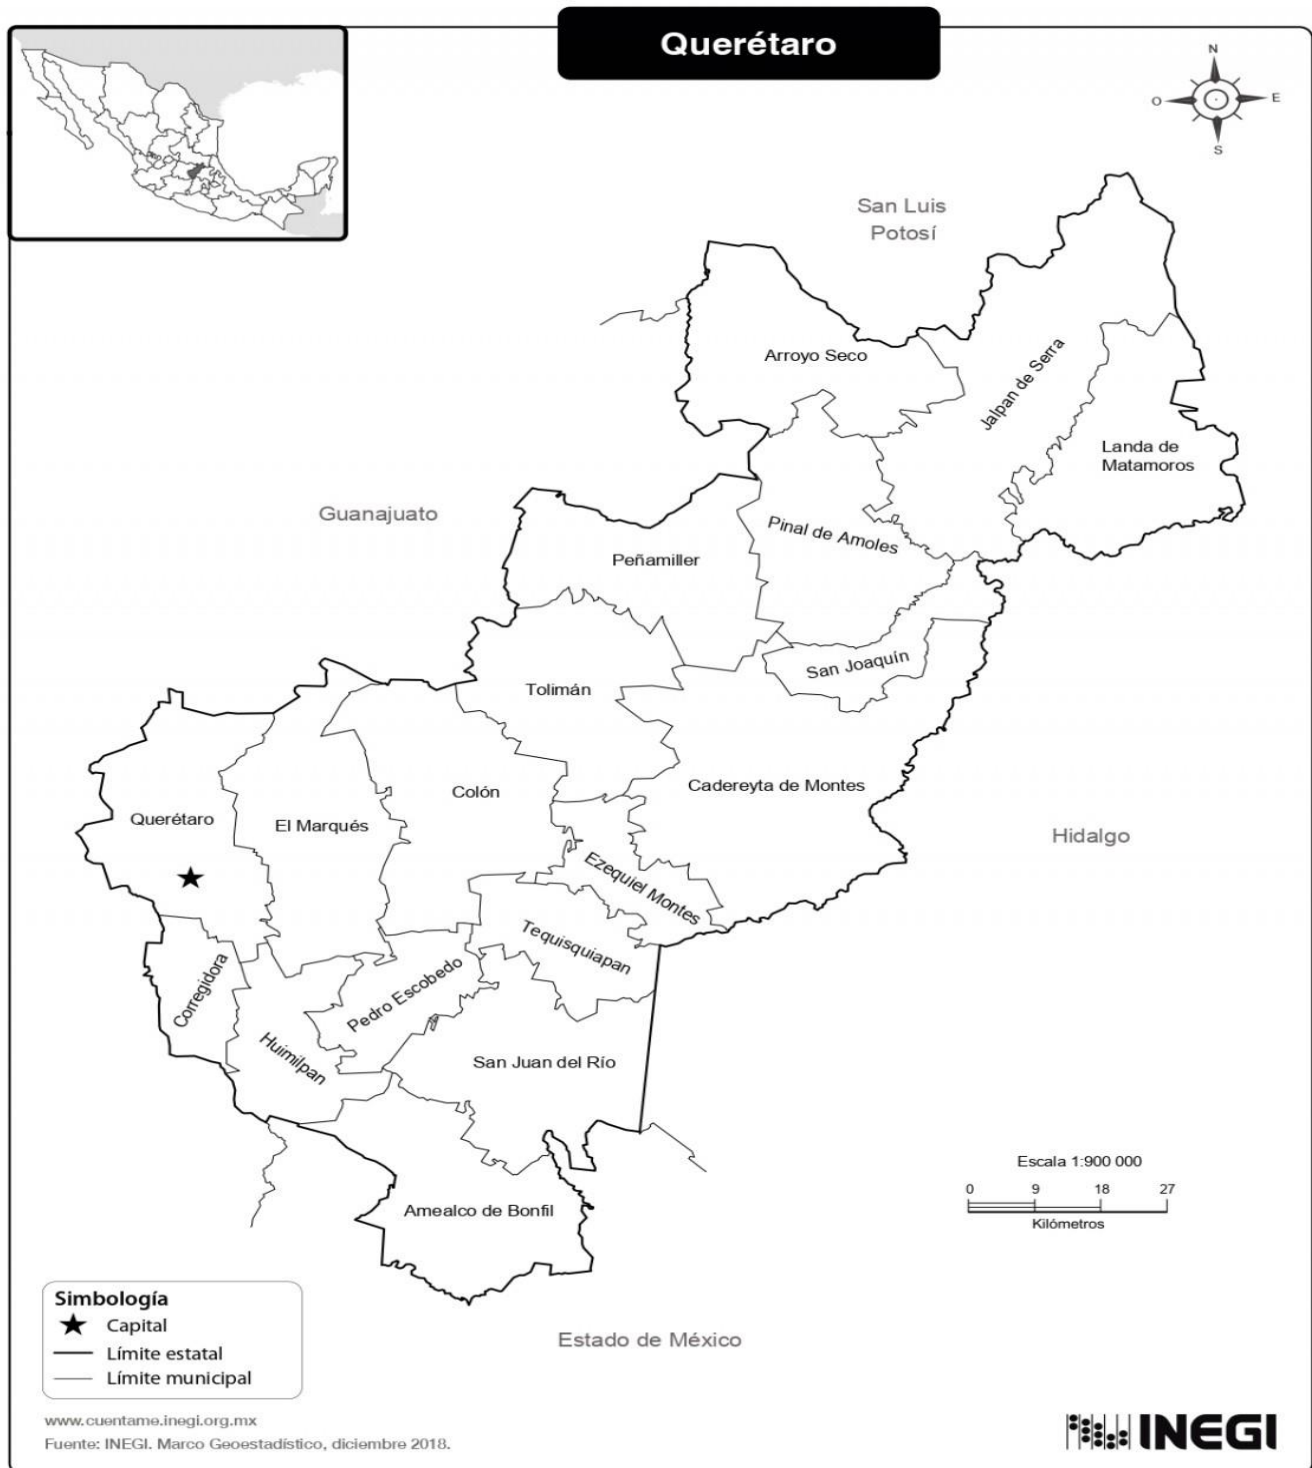 Querétaro
N
O
E
S
San Luis
Potosí
Arroyo Seco
Jalpan de Serra
Landa de
Matamoros
Guanajuato
Pinal de Amoles
Peñamiller
San Joaquín
Tolimán
Cadereyta de Montes
Colón
Querétaro
El Marqués
Hidalgo
Ezequiel Montes
Tequisquiapan
Corregidora
Pedro Escobedo
Huimilpan
San Juan del Río
Amealco de Bonfil
Escala 1:900 000
0 9 18 27
Kilómetros
Estado de México
Simbología
Capital
Límite estatal
Límite municipal
www.cuentame.inegi.org.mx
Fuente: INEGI. Marco Geoestadístico, diciembre 2018.
INEGI